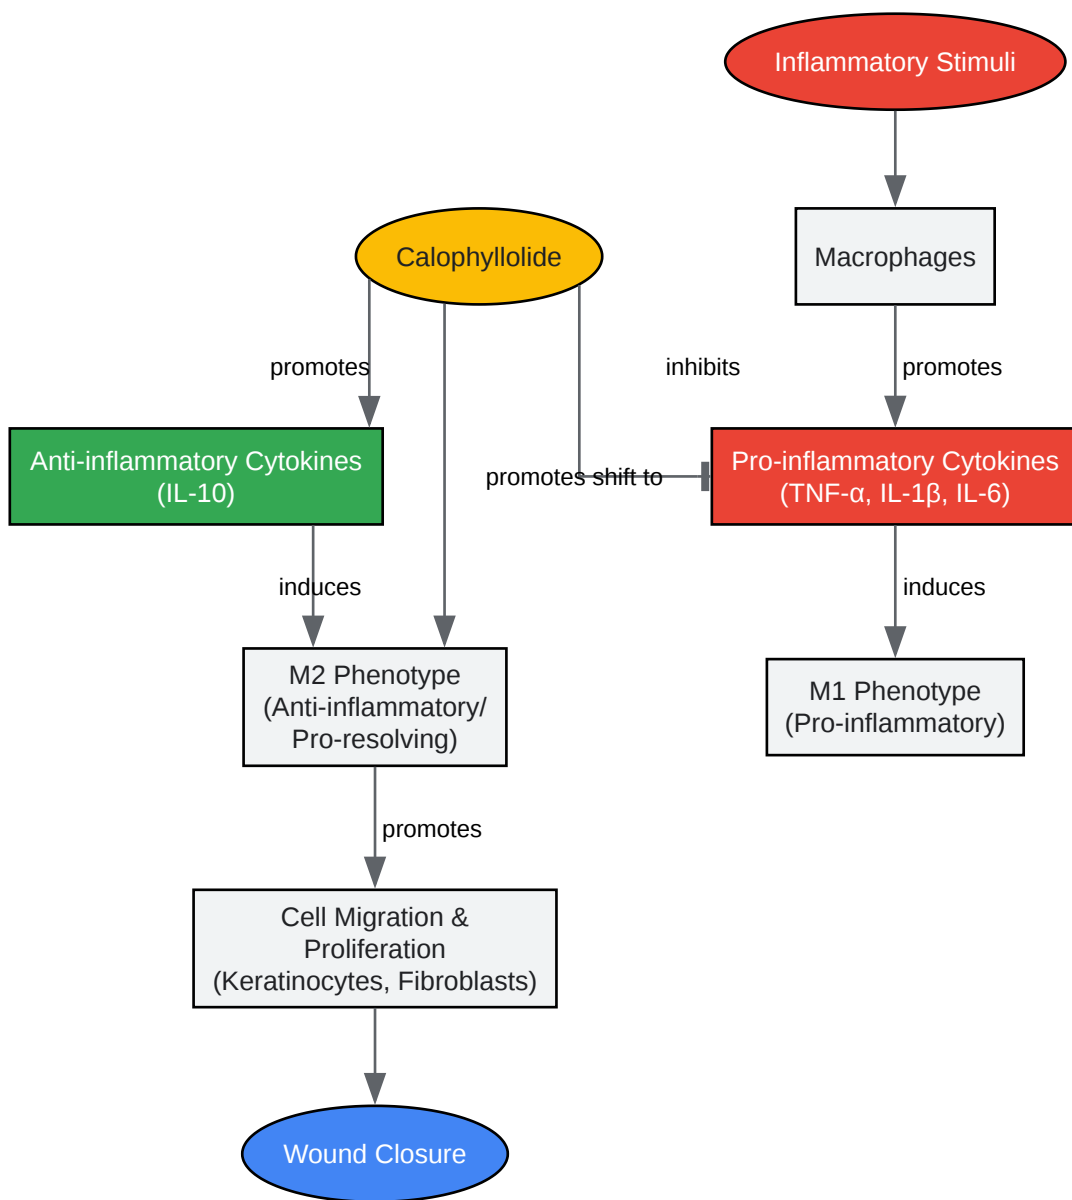 Inflammatory Stimuli
Calophyllolide
Macrophages
promotes
inhibits
promotes
Anti-inflammatory Cytokines
(IL-10)
promotes shift to
Pro-inflammatory Cytokines
(TNF-α, IL-1β, IL-6)
induces
induces
M2 Phenotype
(Anti-inflammatory/
Pro-resolving)
M1 Phenotype
(Pro-inflammatory)
promotes
Cell Migration &
Proliferation
(Keratinocytes, Fibroblasts)
Wound Closure